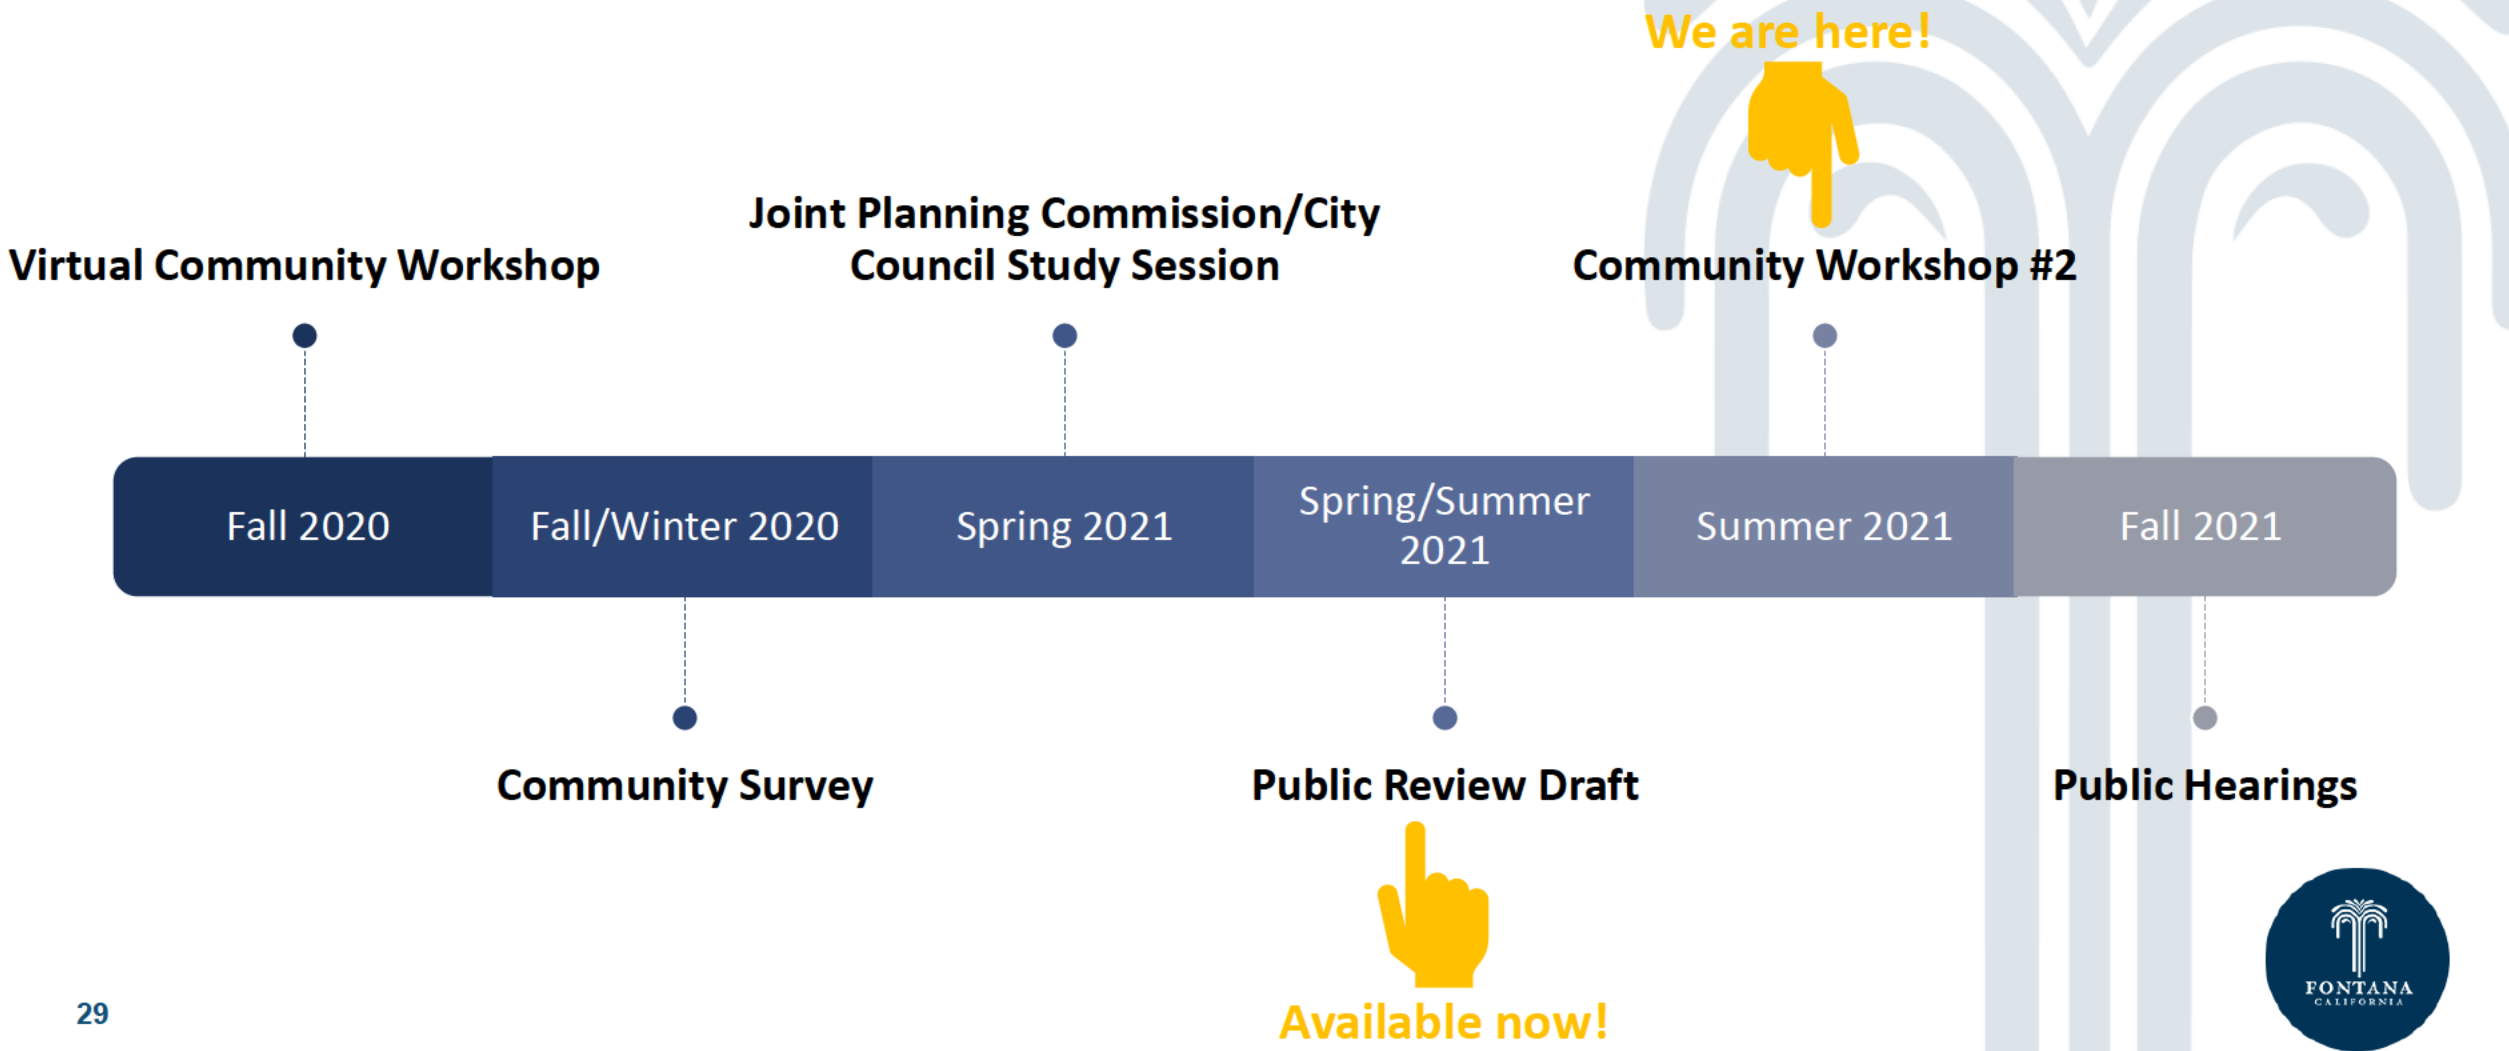 We are here!
Joint Planning Commission/City
Council Study Session
Virtual Community Workshop
Community Workshop #2
Fall 2020
Fall/Winter 2020
Spring 2021
Spring/Summer
2021
Summer 2021
Fall 2021
Community Survey
Public Review Draft
Public Hearings
Available now!
FONTANA
CALIFORNIA
29